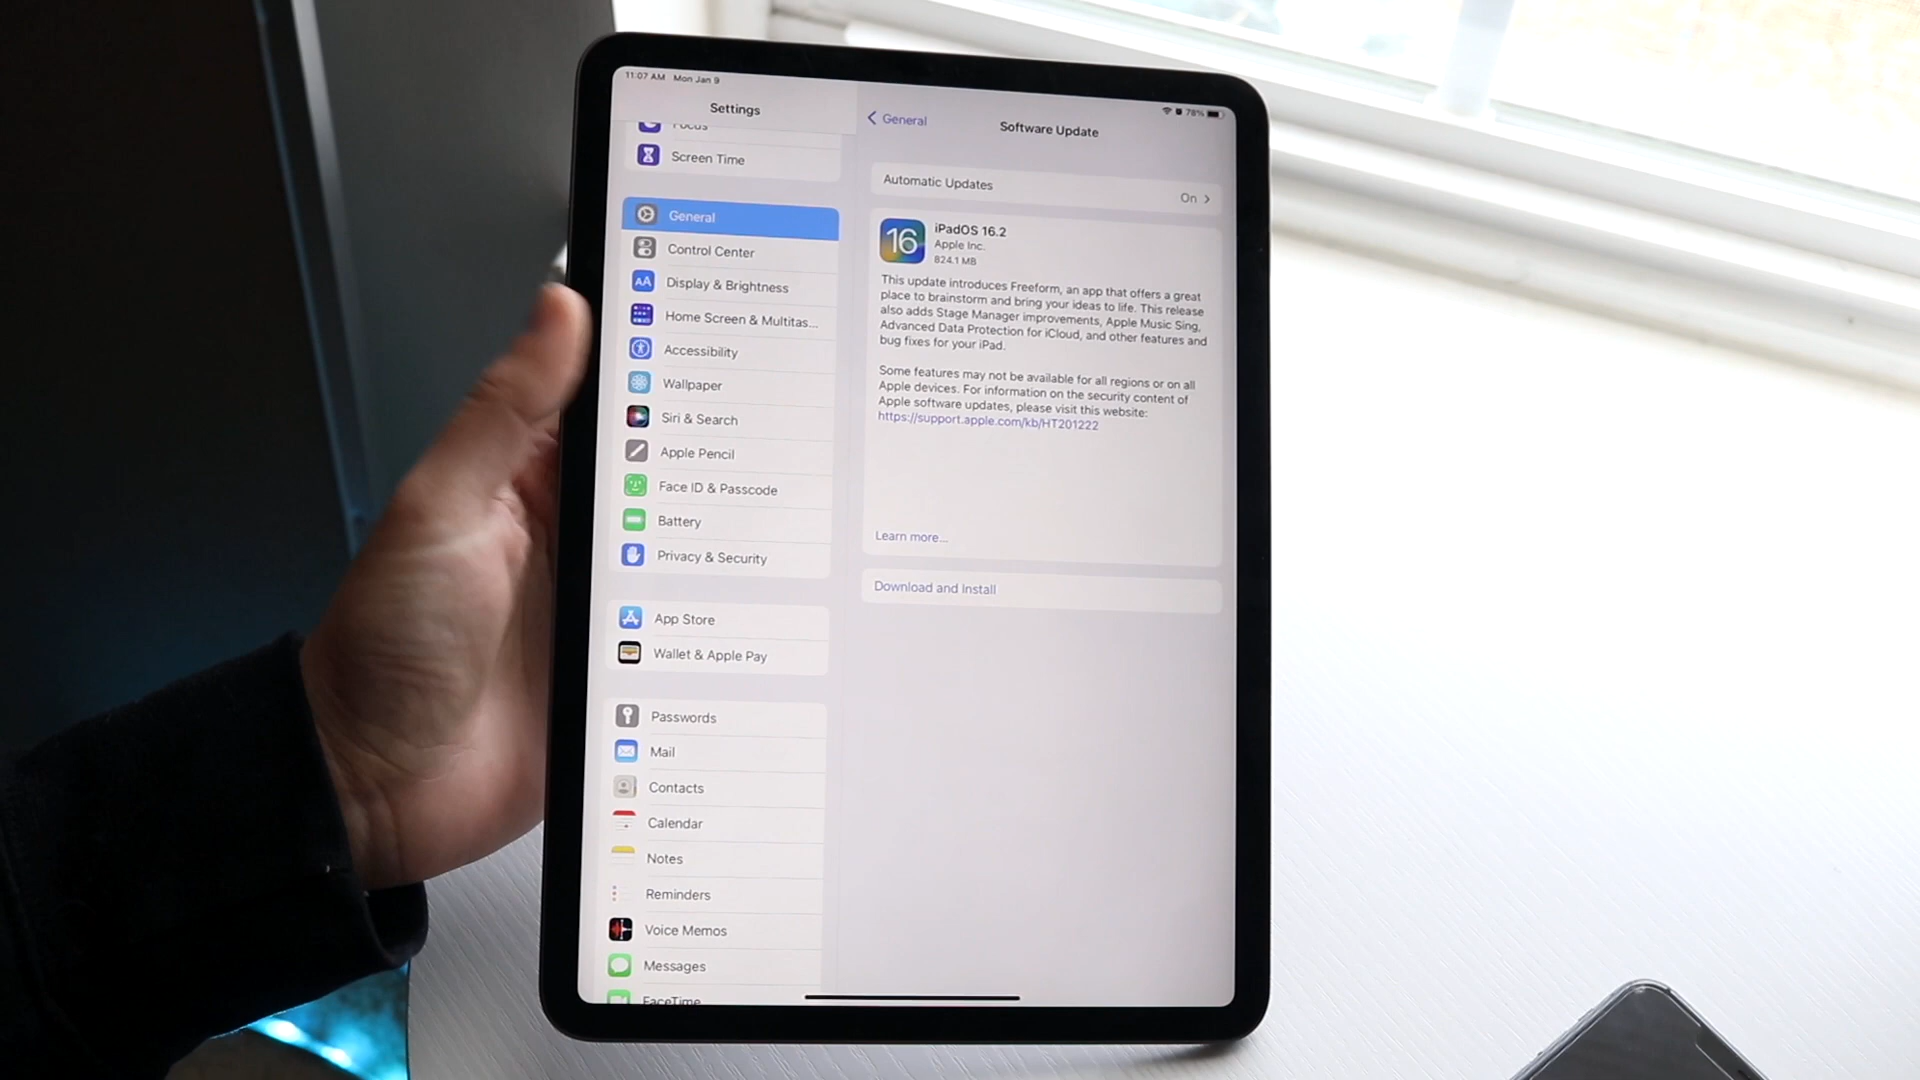 11:07 AM Mon Jan 9
78%
Settings
Focus
Screen Time
General
Control Center
Display & Brightness
Home Screen & Multitas...
Accessibility
Wallpaper
Siri & Search
Apple Pencil
Face ID & Passcode
Battery
Privacy & Security
App Store
Wallet & Apple Pay
Passwords
Mail
Contacts
Calendar
Notes
Reminders
Voice Memos
Messages
FaceTime
General
Software Update
Automatic Updates
On
16
iPadOS 16.2
Apple Inc.
824.1 MB
This update introduces Freeform, an app that offers a great
place to brainstorm and bring your ideas to life. This release
also adds Stage Manager improvements, Apple Music Sing,
Advanced Data Protection for iCloud, and other features and
bug fixes for your iPad.
Some features may not be available for all regions or on all
Apple devices. For information on the security content of
Apple software updates, please visit this website:
https://support.apple.com/kb/HT201222
Learn more...
Download and Install